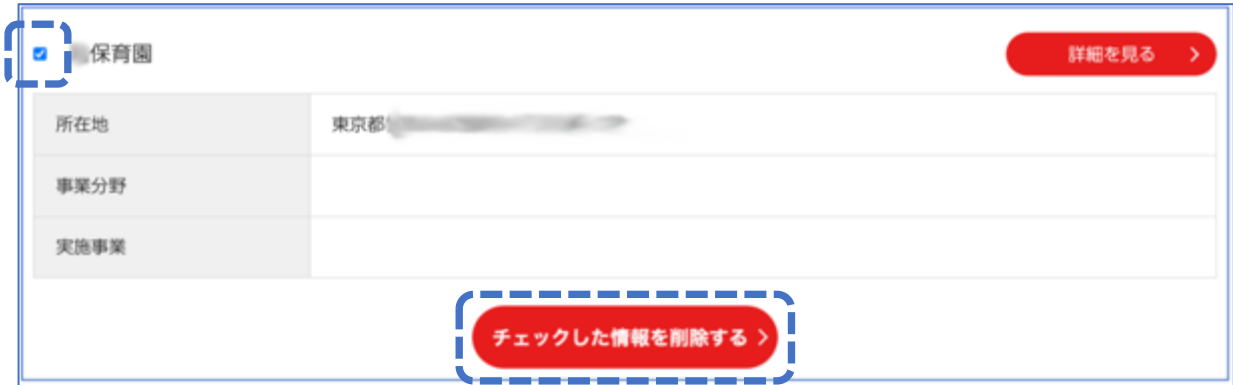 保育園
詳細を見る
所在地
東京都
事業分野
実施事業
チェックした情報を削除する